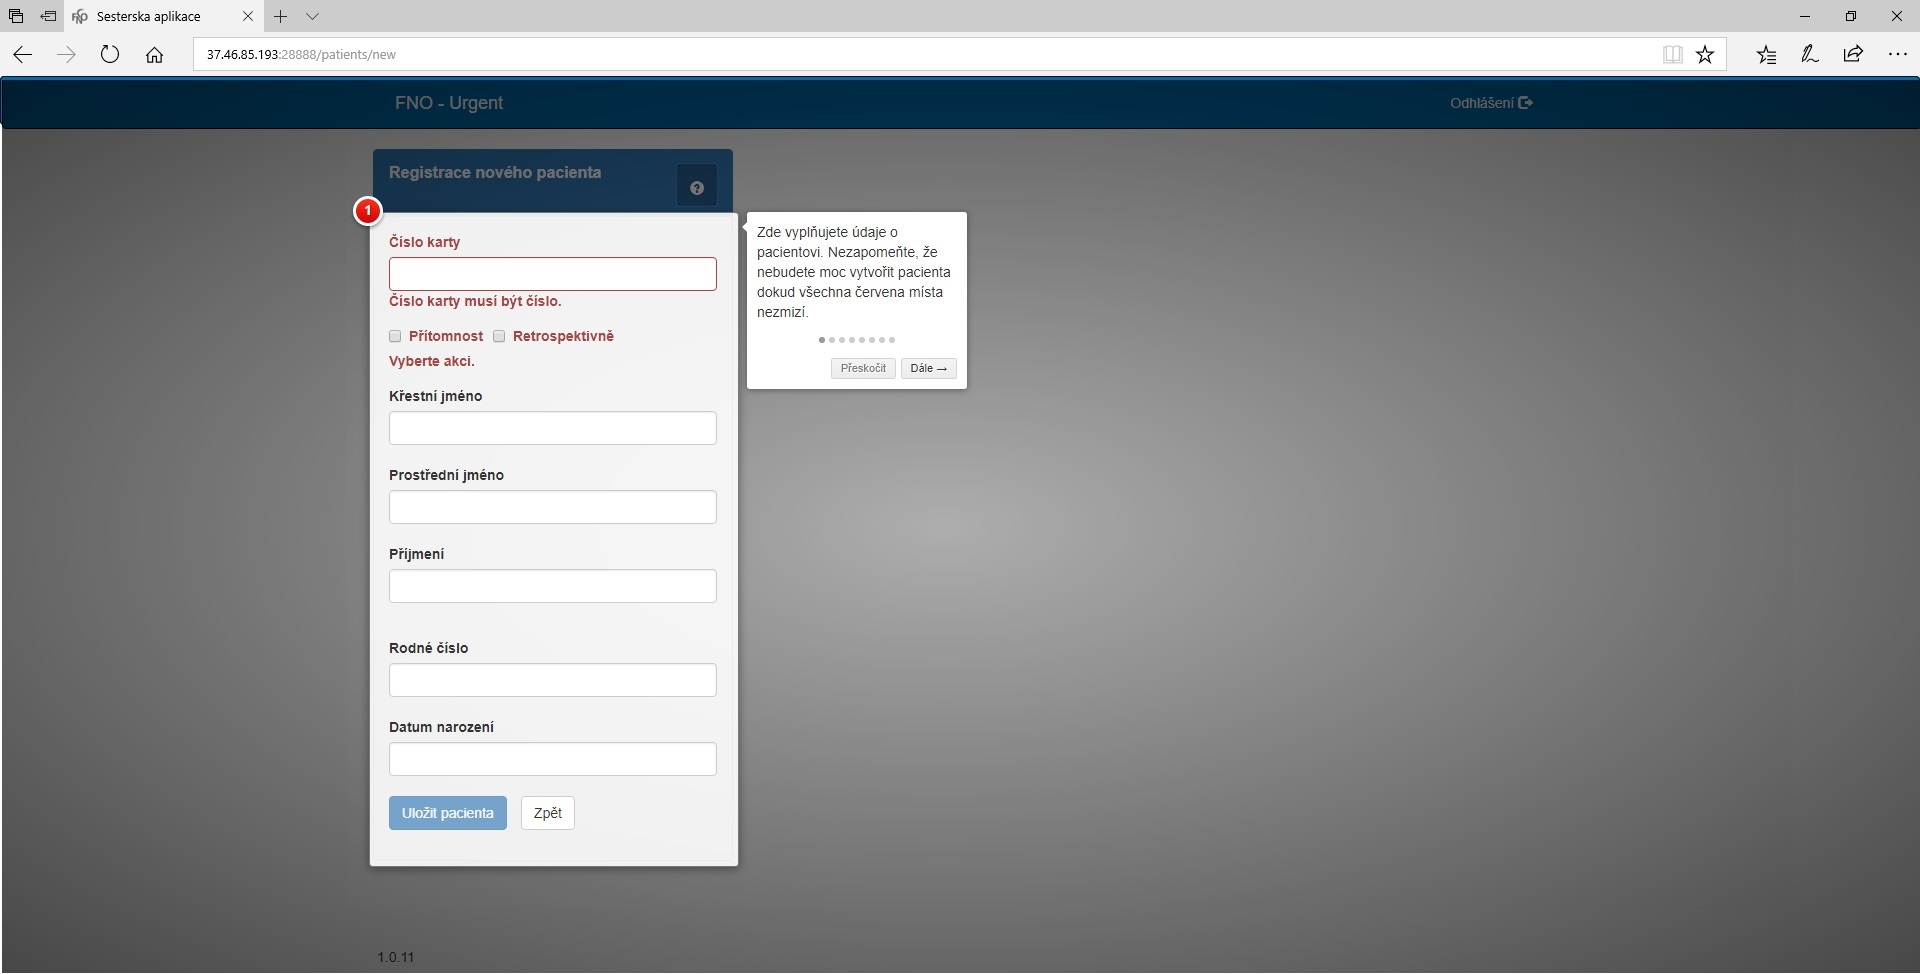 Sesterska aplikace
37.46.85.193:28888/patients/new
FNO - Urgent
Odhlášení
Registrace nového pacienta
1
Číslo karty
Číslo karty musí být číslo.
Přítomnost Retrospektivně
Vyberte akci.
Křestní jméno
Prostřední jméno
Příjmení
Rodné číslo
Datum narození
Uložit pacienta Zpět
Zde vyplňujete údaje o
pacientovi. Nezapomeňte, že
nebudete moc vytvořit pacienta
dokud všechna červena místa
nezmizí.
Přeskočit Dále →
1.0.11